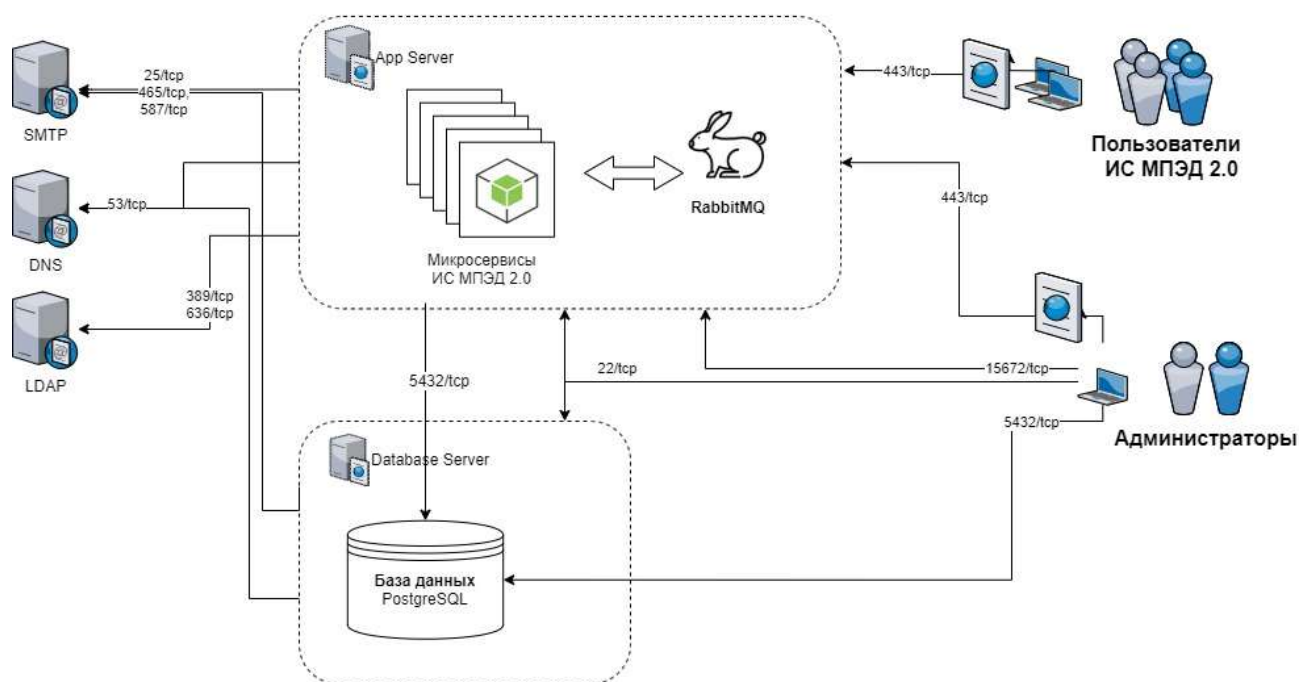 App Server
25/tcp
465/tcp,
587/tcp
SMTP
443/tcp
Пользователи
ИС МПЭД 2.0
RabbitMQ
53/tcp
DNS
443/tcp
Микросервисы
ИС МПЭД 2.0
389/tcp
636/tcp
LDAP
5432/tcp
22/tcp
15672/tcp
5432/tcp
Администраторы
Database Server
База данных
PostgreSQL